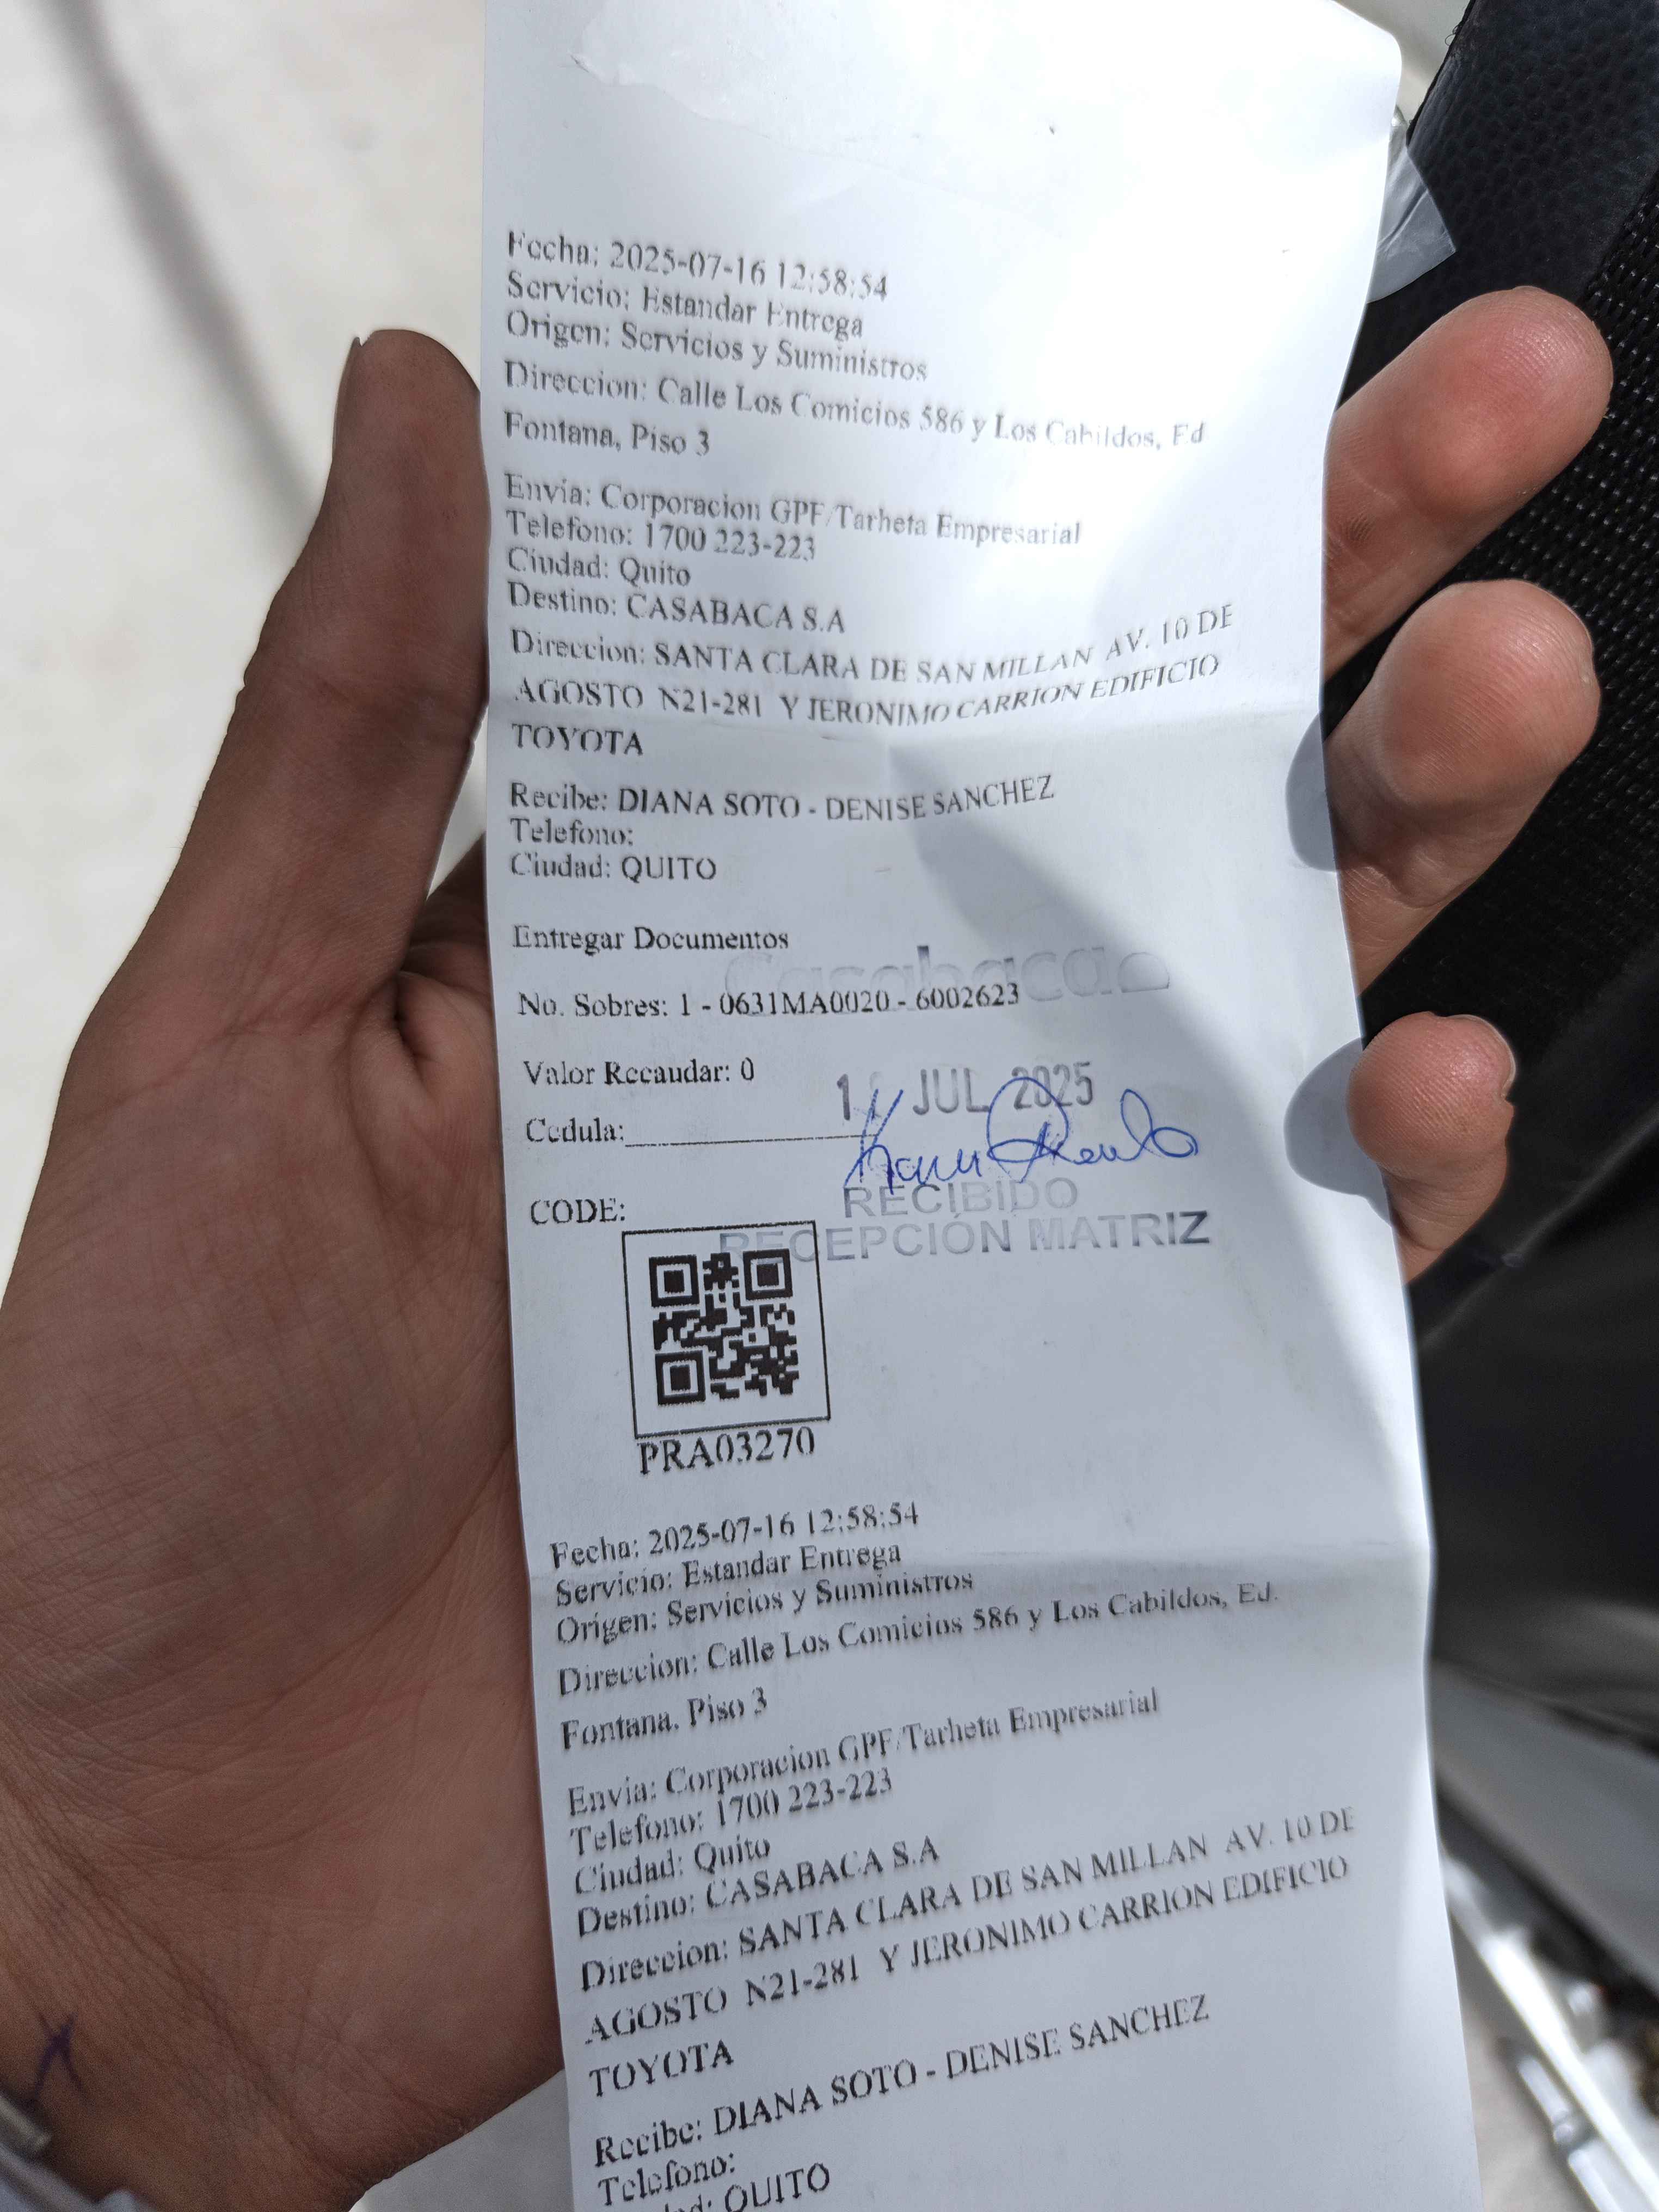 Fecha: 2025-07-16 12:58:54
Servicio: Estandar Entrega
Origen: Servicios y Suministros
Direccion: Calle Los Comicios 586 y Los Cabildos, Ed
Fontana, Piso 3
Envia: Corporacion GPF/Tarheta Empresarial
Telefono: 1700 223-223
Ciudad: Quito
Destino: CASABACA S.A
Direccion: SANTA CLARA DE SAN MILLAN AV. 10 DE
AGOSTO N21-281 Y JERONIMO CARRION EDIFICIO
TOYOTA
Recibe: DIANA SOTO - DENISE SANCHEZ
Telefono:
Ciudad: QUITO
Entregar Documentos
Casabaca
No. Sobres: 1 - 0631MA0020 - 6002623
Valor Recaudar: 0
JUL 2025
Cedula:
RECIBIDO
CODE:
RECEPCIÓN MATRIZ
PRA03270
Fecha: 2025-07-16 12:58:54
Servicio: Estandar Entrega
Origen: Servicios y Suministros
Direccion: Calle Los Comicios 586 y Los Cabildos, Ed.
Fontana, Piso 3
Envia: Corporacion GPF/Tarheta Empresarial
Telefono: 1700 223-223
Ciudad: Quito
Destino: CASABACA S.A
Direccion: SANTA CLARA DE SAN MILLAN AV. 10 DE
AGOSTO N21-281 Y JERONIMO CARRION EDIFICIO
TOYOTA
Recibe: DIANA SOTO - DENISE SANCHEZ
Telefono:
QUITO